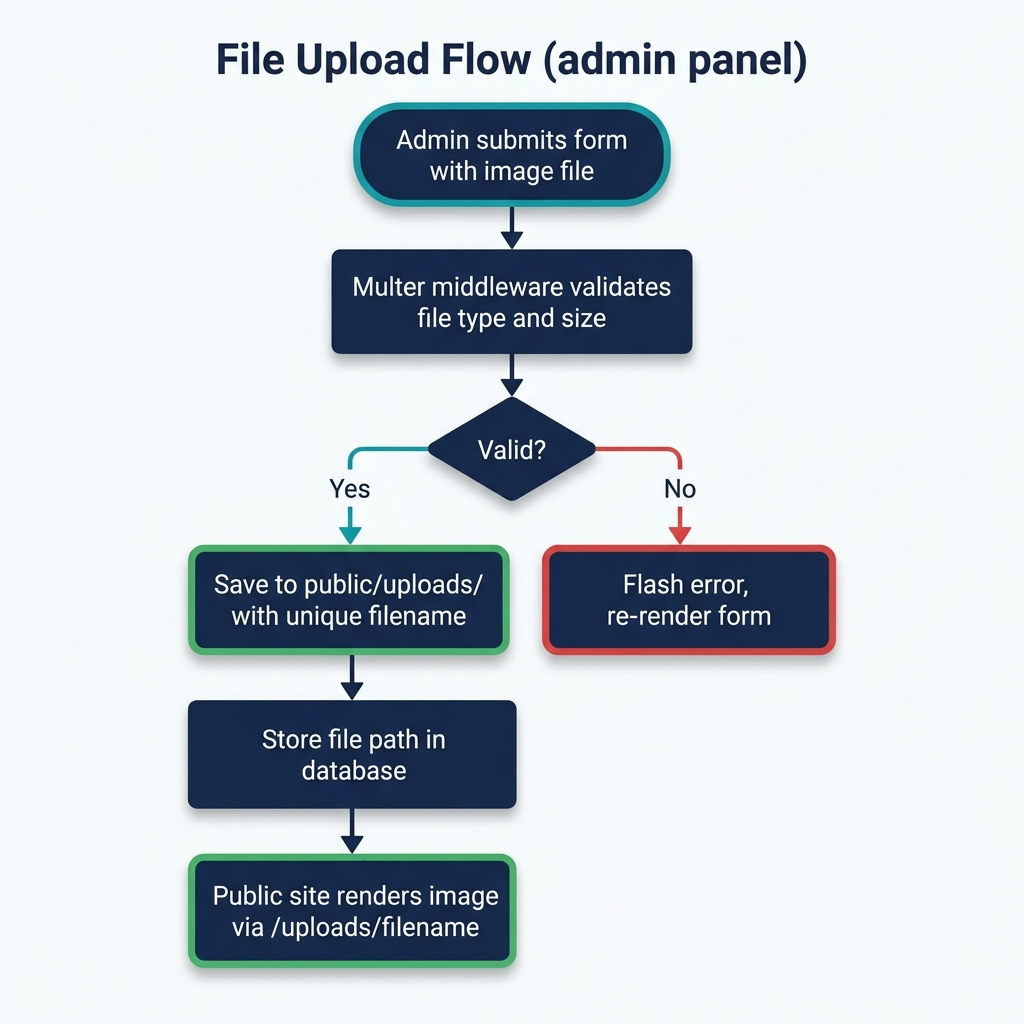 File Upload Flow (admin panel)
Admin submits form
with image file
Multer middleware validates
file type and size
Valid?
Yes
No
Save to public/uploads/
with unique filename
Flash error,
re-render form
Store file path in
database
Public site renders image
via /uploads/filename